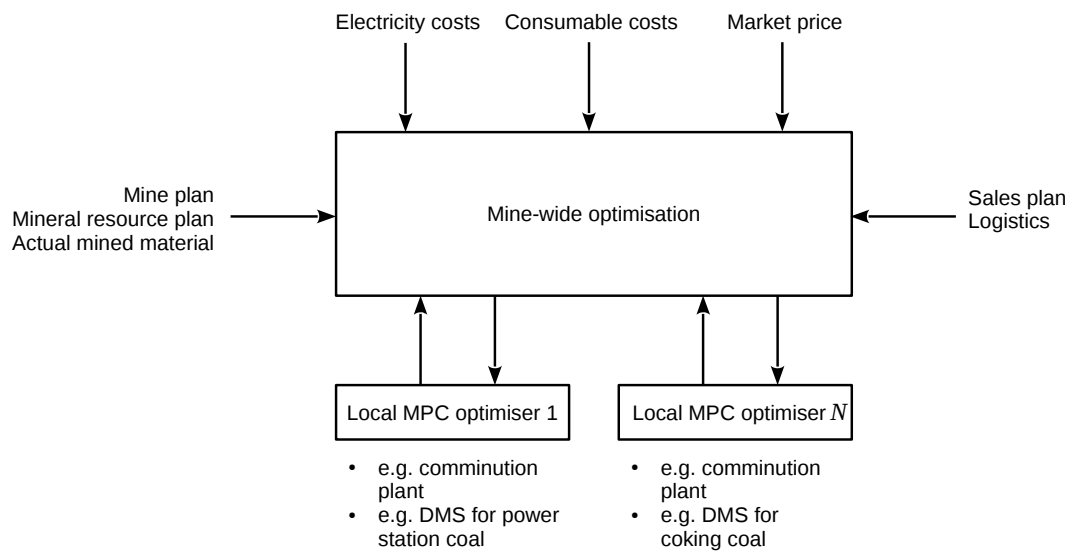 Electricity costs
Consumable costs
Market price
Mine plan
Mineral resource plan
Actual mined material
Mine-wide optimisation
Sales plan
Logistics
Local MPC optimiser 1
Local MPC optimiser N
• e.g. comminution
plant
• e.g. DMS for power
station coal
• e.g. comminution
plant
• e.g. DMS for
coking coal